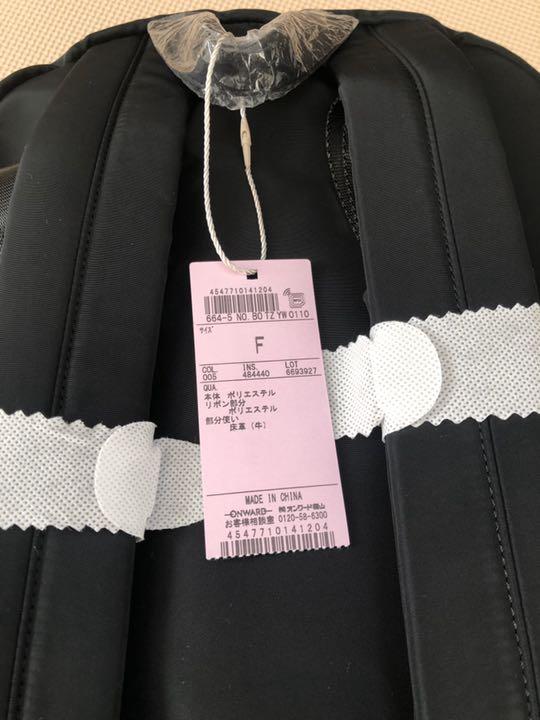 4547710141204
664-5 NO. BOTZ YW 0110
サイズ
F
COL. INS. LOT
005 484440 6693927
QUA.
本体 ポリエステル
リボン部分
ポリエステル
部分使い
床革(牛)
MADE IN CHINA
ONWARD ㈱オンワード樫山
お客様相談室 0120-58-6300
4547710141204